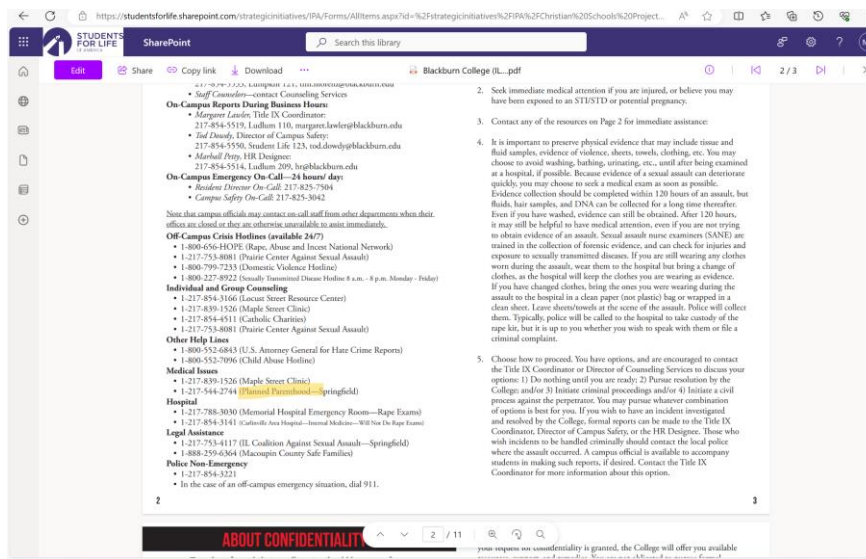 https://studentsforlife.sharepoint.com/strategicinitiatives/IPA/Forms/AllItems.aspx?id=%2Fstrategicinitiatives%2FIPA%2FChristian%20Schools%20Project...
STUDENTS
FOR LIFE
SharePoint
Search this library
Edit
Share
Copy link
Download
Blackburn College (IL...pdf
2 / 3
• Staff Counselors—contact Counseling Services
On-Campus Reports During Business Hours:
• Margaret Lawler, Title IX Coordinator:
217-854-5519, Ludlum 110, margaret.lawler@blackburn.edu
• Tod Dowdy, Director of Campus Safety:
217-854-5550, Student Life 123, tod.dowdy@blackburn.edu
• Marhall Petty, HR Designee:
217-854-5514, Ludlum 209, hr@blackburn.edu
On-Campus Emergency On-Call—24 hours/ day:
• Resident Director On-Call: 217-825-7504
• Campus Safety On-Call: 217-825-3042
Note that campus officials may contact on-call staff from other departments when their
offices are closed or they are otherwise unavailable to assist immediately.
Off-Campus Crisis Hotlines (available 24/7)
• 1-800-656-HOPE (Rape, Abuse and Incest National Network)
• 1-217-753-8081 (Prairie Center Against Sexual Assault)
• 1-800-799-7233 (Domestic Violence Hotline)
• 1-800-227-8922 (Sexually Transmitted Disease Hotline 8 a.m. - 8 p.m. Monday - Friday)
Individual and Group Counseling
• 1-217-854-3166 (Locust Street Resource Center)
• 1-217-839-1526 (Maple Street Clinic)
• 1-217-854-4511 (Catholic Charities)
• 1-217-753-8081 (Prairie Center Against Sexual Assault)
Other Help Lines
• 1-800-552-6843 (U.S. Attorney General for Hate Crime Reports)
• 1-800-552-7096 (Child Abuse Hotline)
Medical Issues
• 1-217-839-1526 (Maple Street Clinic)
• 1-217-544-2744 (Planned Parenthood—Springfield)
Hospital
• 1-217-788-3030 (Memorial Hospital Emergency Room—Rape Exams)
• 1-217-854-3141 (Carlinville Area Hospital—Internal Medicine—Will Not Do Rape Exams)
Legal Assistance
• 1-217-753-4117 (IL Coalition Against Sexual Assault—Springfield)
• 1-888-259-6364 (Macoupin County Safe Families)
Police Non-Emergency
• 1-217-854-3221
• In the case of an off-campus emergency situation, dial 911.
2
2. Seek immediate medical attention if you are injured, or believe you may
have been exposed to an STI/STD or potential pregnancy.
3. Contact any of the resources on Page 2 for immediate assistance:
4. It is important to preserve physical evidence that may include tissue and
fluid samples, evidence of violence, sheets, towels, clothing, etc. You may
choose to avoid washing, bathing, urinating, etc., until after being examined
at a hospital, if possible. Because evidence of a sexual assault can deteriorate
quickly, you may choose to seek a medical exam as soon as possible.
Evidence collection should be completed within 120 hours of an assault, but
fluids, hair samples, and DNA can be collected for a long time thereafter.
Even if you have washed, evidence can still be obtained. After 120 hours,
it may still be helpful to have medical attention, even if you are not trying
to obtain evidence of an assault. Sexual assault nurse examiners (SANE) are
trained in the collection of forensic evidence, and can check for injuries and
exposure to sexually transmitted diseases. If you are still wearing any clothes
worn during the assault, wear them to the hospital but bring a change of
clothes, as the hospital will keep the clothes you are wearing as evidence.
If you have changed clothes, bring the ones you were wearing during the
assault to the hospital in a clean paper (not plastic) bag or wrapped in a
clean sheet. Leave sheets/towels at the scene of the assault. Police will collect
them. Typically, police will be called to the hospital to take custody of the
rape kit, but it is up to you whether you wish to speak with them or file a
criminal complaint.
5. Choose how to proceed. You have options, and are encouraged to contact
the Title IX Coordinator or Director of Counseling Services to discuss your
options: 1) Do nothing until you are ready; 2) Pursue resolution by the
College; and/or 3) Initiate criminal proceedings and/or 4) Initiate a civil
process against the perpetrator. You may pursue whatever combination
of options is best for you. If you wish to have an incident investigated
and resolved by the College, formal reports can be made to the Title IX
Coordinator, Director of Campus Safety, or the HR Designee. Those who
wish incidents to be handled criminally should contact the local police
where the assault occurred. A campus official is available to accompany
students in making such reports, if desired. Contact the Title IX
Coordinator for more information about this option.
3
ABOUT CONFIDENTIALITY
2 / 11
your request for confidentiality is granted, the College will offer you available